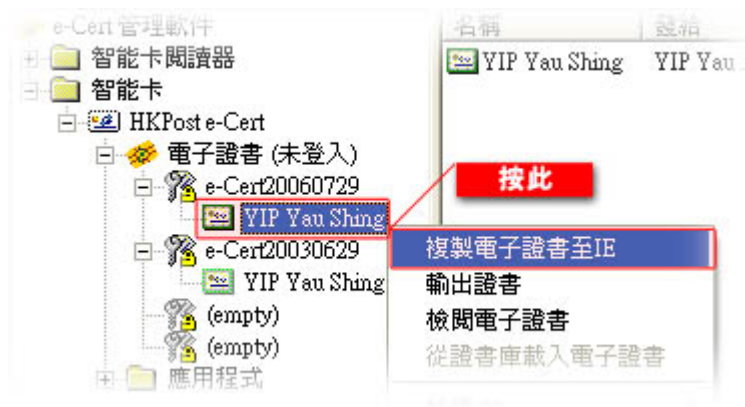 e-Cert 管理軟件
智能卡閱讀器
智能卡
HKPost e-Cert
電子證書 (未登入)
e-Cert20060729
YIP Yau Shing
e-Cert20030629
YIP Yau Shing
(empty)
(empty)
應用程式
名稱 發給
YIP Yau Shing YIP Yau
按此
複製電子證書至IE
輸出證書
檢閱電子證書
從證書庫載入電子證書